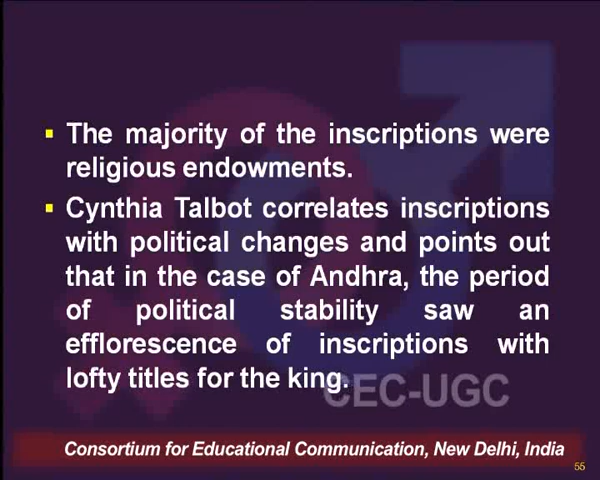 ▪ The majority of the inscriptions were
religious endowments.
▪ Cynthia Talbot correlates inscriptions
with political changes and points out
that in the case of Andhra, the period
of political stability saw an
efflorescence of inscriptions with
lofty titles for the king.
CEC-UGC
Consortium for Educational Communication, New Delhi, India
55